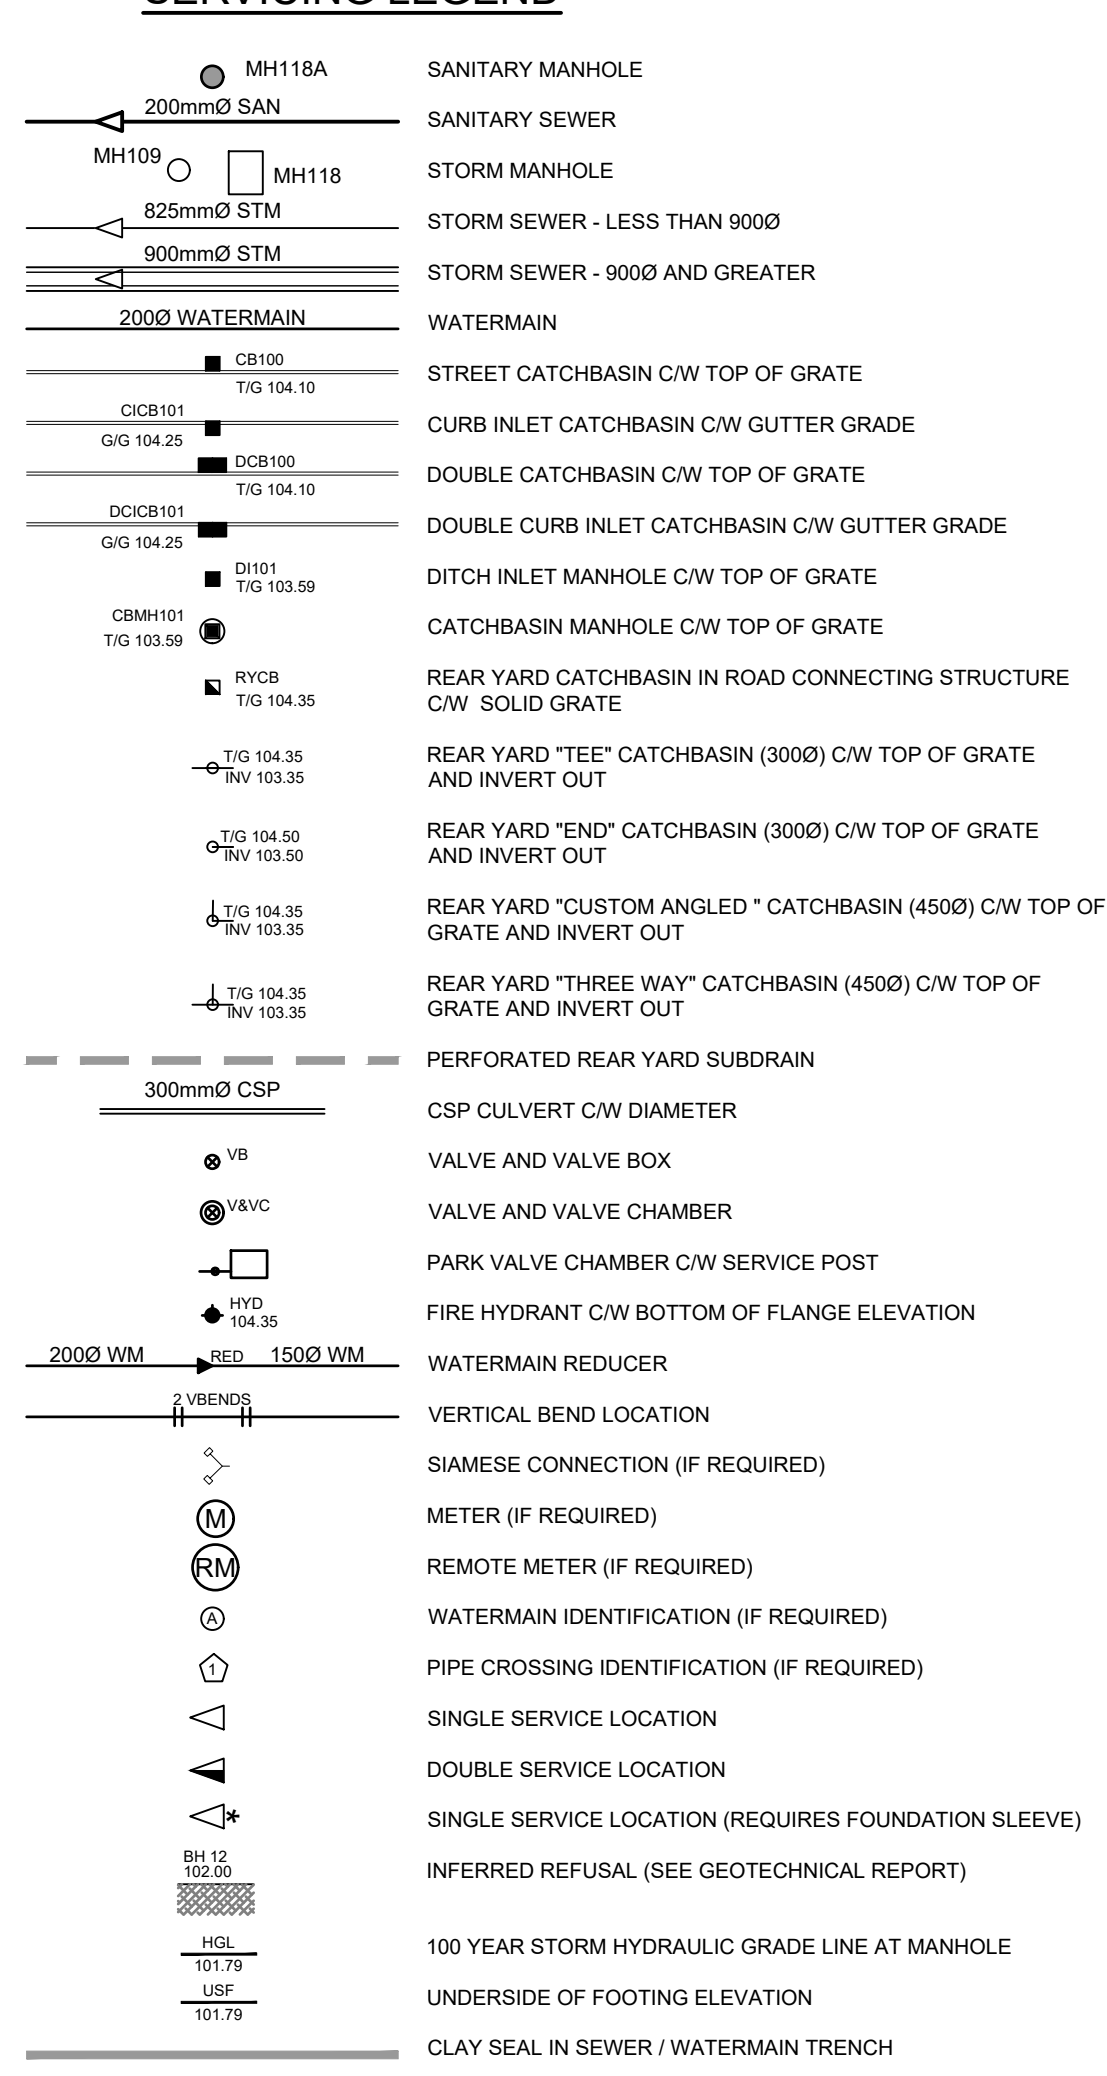 SERVICING LEGEND
MH118A SANITARY MANHOLE
200mmØ SAN SANITARY SEWER
MH109 MH118 STORM MANHOLE
825mmØ STM STORM SEWER - LESS THAN 900Ø
900mmØ STM STORM SEWER - 900Ø AND GREATER
200Ø WATERMAIN WATERMAIN
CB100
T/G 104.10
STREET CATCHBASIN C/W TOP OF GRATE
CICB101
G/G 104.25
CURB INLET CATCHBASIN C/W GUTTER GRADE
DCB100
T/G 104.10
DOUBLE CATCHBASIN C/W TOP OF GRATE
DCICB101
G/G 104.25
DOUBLE CURB INLET CATCHBASIN C/W GUTTER GRADE
DI101
T/G 103.59
DITCH INLET MANHOLE C/W TOP OF GRATE
CBMH101
T/G 103.59
CATCHBASIN MANHOLE C/W TOP OF GRATE
RYCB
T/G 104.35
REAR YARD CATCHBASIN IN ROAD CONNECTING STRUCTURE
C/W SOLID GRATE
T/G 104.35
INV 103.35
REAR YARD "TEE" CATCHBASIN (300Ø) C/W TOP OF GRATE
AND INVERT OUT
T/G 104.50
INV 103.50
REAR YARD "END" CATCHBASIN (300Ø) C/W TOP OF GRATE
AND INVERT OUT
T/G 104.35
INV 103.35
REAR YARD "CUSTOM ANGLED " CATCHBASIN (450Ø) C/W TOP OF
GRATE AND INVERT OUT
T/G 104.35
INV 103.35
REAR YARD "THREE WAY" CATCHBASIN (450Ø) C/W TOP OF
GRATE AND INVERT OUT
PERFORATED REAR YARD SUBDRAIN
300mmØ CSP CSP CULVERT C/W DIAMETER
VB VALVE AND VALVE BOX
V&VC VALVE AND VALVE CHAMBER
PARK VALVE CHAMBER C/W SERVICE POST
HYD
104.35
FIRE HYDRANT C/W BOTTOM OF FLANGE ELEVATION
200Ø WM RED 150Ø WM WATERMAIN REDUCER
2 VBENDS VERTICAL BEND LOCATION
SIAMESE CONNECTION (IF REQUIRED)
M METER (IF REQUIRED)
RM REMOTE METER (IF REQUIRED)
A WATERMAIN IDENTIFICATION (IF REQUIRED)
1 PIPE CROSSING IDENTIFICATION (IF REQUIRED)
SINGLE SERVICE LOCATION
DOUBLE SERVICE LOCATION
* SINGLE SERVICE LOCATION (REQUIRES FOUNDATION SLEEVE)
BH 12
102.00
INFERRED REFUSAL (SEE GEOTECHNICAL REPORT)
HGL
101.79
100 YEAR STORM HYDRAULIC GRADE LINE AT MANHOLE
USF
101.79
UNDERSIDE OF FOOTING ELEVATION
CLAY SEAL IN SEWER / WATERMAIN TRENCH